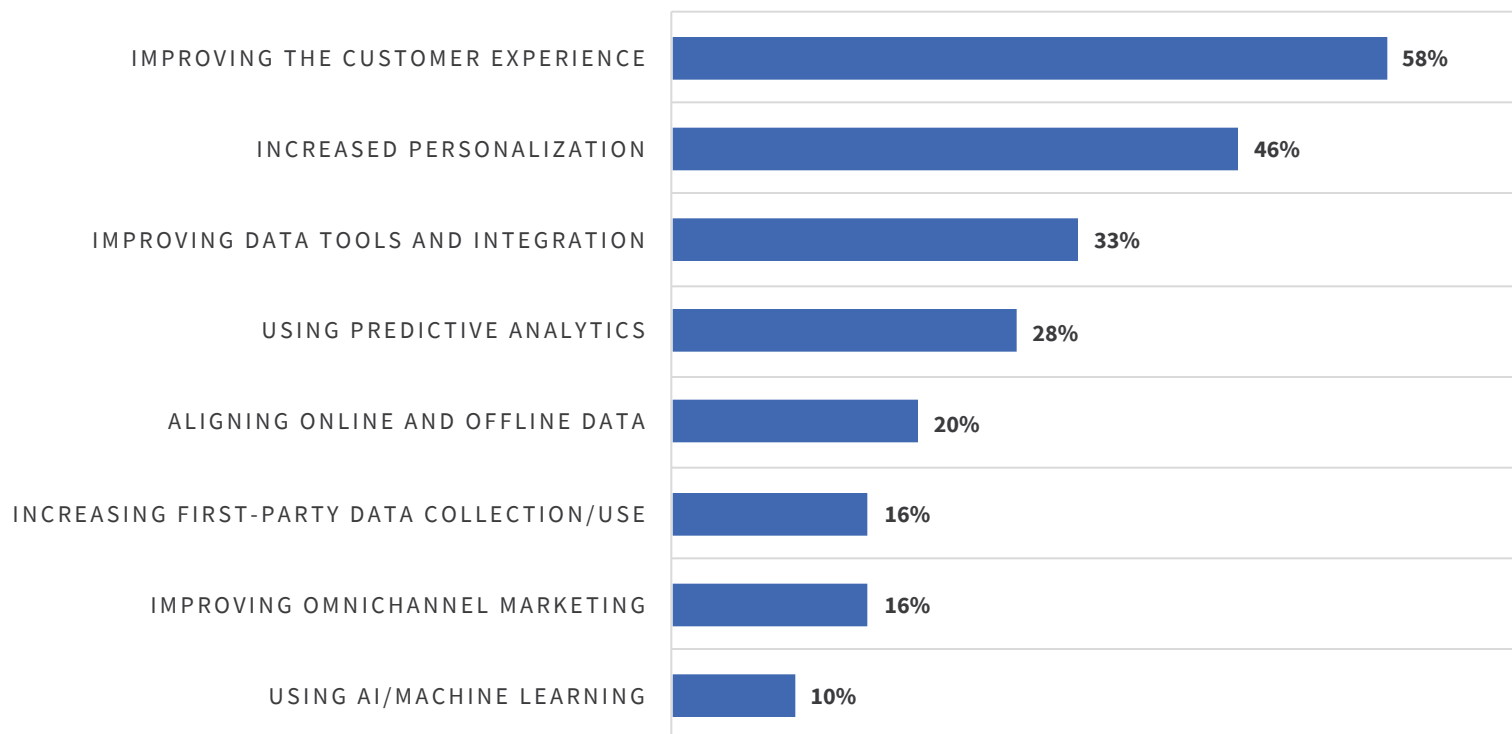 IMPROVING THE CUSTOMER EXPERIENCE 58%
INCREASED PERSONALIZATION 46%
IMPROVING DATA TOOLS AND INTEGRATION 33%
USING PREDICTIVE ANALYTICS 28%
ALIGNING ONLINE AND OFFLINE DATA 20%
INCREASING FIRST-PARTY DATA COLLECTION/USE 16%
IMPROVING OMNICHANNEL MARKETING 16%
USING AI/MACHINE LEARNING 10%